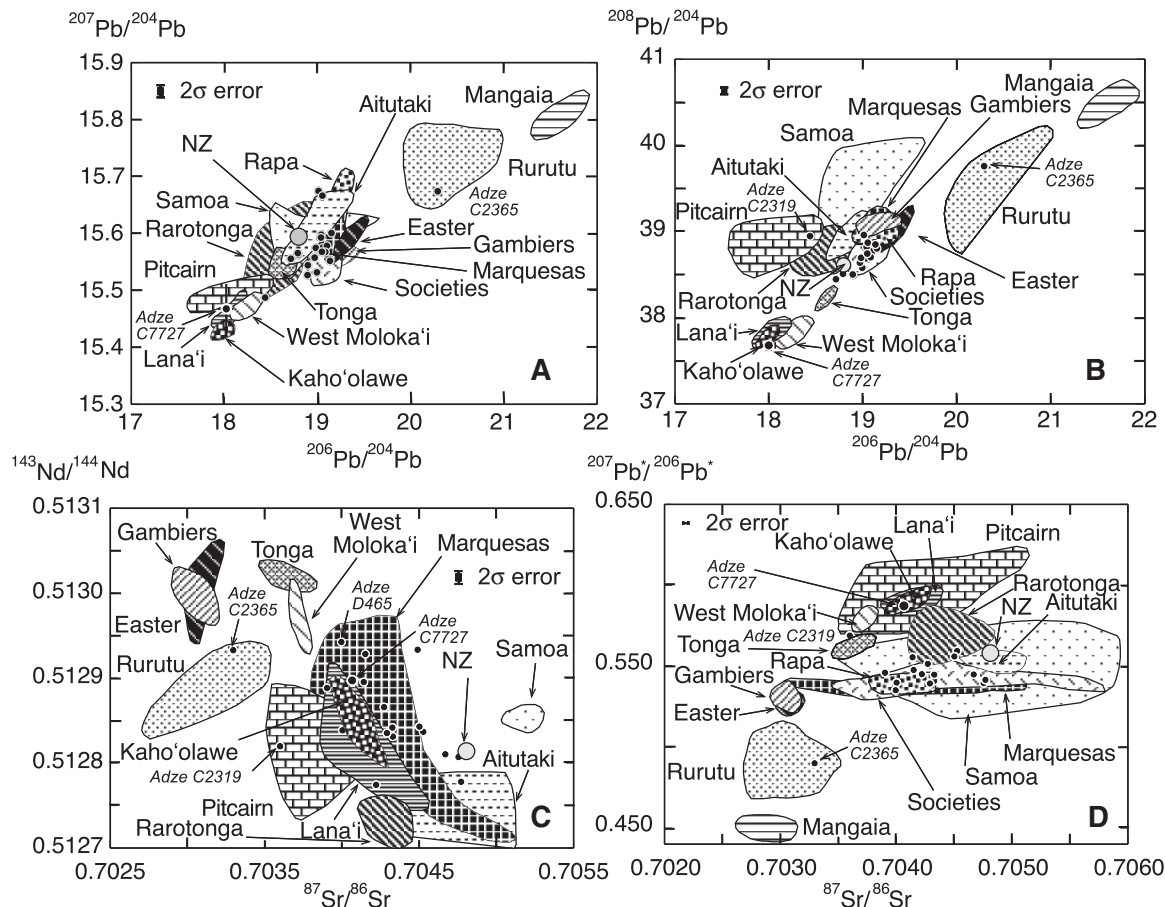 ²⁰⁷Pb/²⁰⁴Pb
15.9
15.8
15.7
15.6
15.5
15.4
15.3
2σ error
Aitutaki
Mangaia
NZ
Rapa
Rururu
Adze
C2365
Samoa
Rarotonga
Easter
Gambiers
Marquesas
Pitcairn
Societies
Tonga
Adze
C7727
West Moloka‘i
Lana‘i
Kaho‘olawe
A
17
18
19
20
21
22
²⁰⁶Pb/²⁰⁴Pb
²⁰⁸Pb/²⁰⁴Pb
41
40
39
38
37
2σ error
Marquesas
Gambiers
Mangaia
Samoa
Aitutaki
Adze
C2319
Adze
C2365
Pitcairn
Rurutu
Rapa
Easter
Rarotonga
NZ
Societies
Tonga
Lana‘i
West Moloka‘i
Kaho‘olawe
Adze
C7727
B
17
18
19
20
21
22
²⁰⁶Pb/²⁰⁴Pb
¹⁴³Nd/¹⁴⁴Nd
0.5131
0.5130
0.5129
0.5128
0.5127
Gambiers
Tonga
West
Moloka‘i
Marquesas
2σ error
Adze
C2365
Adze
D465
Adze
C7727
Easter
Rurutu
NZ
Samoa
Kaho‘olawe
Adze C2319
Aitutaki
Pitcairn
Rarotonga
Lana‘i
C
0.7025
0.7035
0.7045
0.7055
⁸⁷Sr/⁸⁶Sr
²⁰⁷Pb*/²⁰⁶Pb*
0.650
0.550
0.450
2σ error
Lana‘i
Kaho‘olawe
Pitcairn
Adze
C7727
Rarotonga
NZ
Aitutaki
West Moloka‘i
Tonga
Adze C2319
Rapa
Gambiers
Easter
Adze
C2365
Marquesas
Rurutu
Samoa
Societies
Mangaia
D
0.7020
0.7030
0.7040
0.7050
0.7060
⁸⁷Sr/⁸⁶Sr